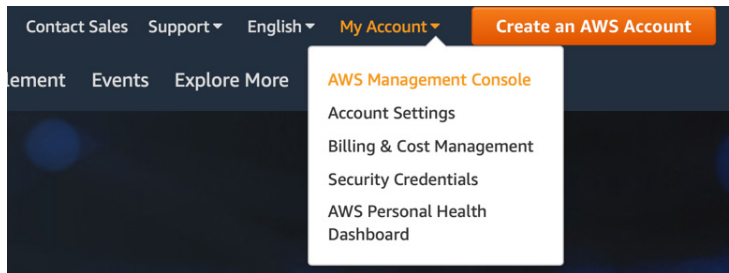 Contact Sales Support English My Account Create an AWS Account
Events Explore More
AWS Management Console
Account Settings
Billing & Cost Management
Security Credentials
AWS Personal Health
Dashboard